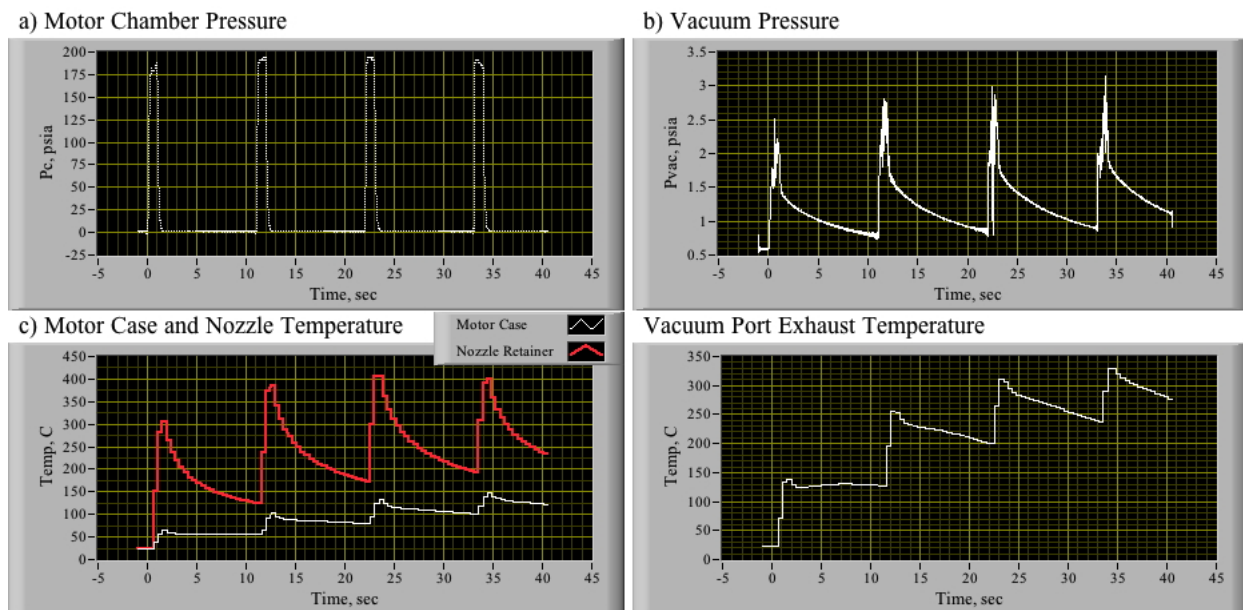 a) Motor Chamber Pressure
200
175
150
125
100
75
50
25
0
-25
Pc, psia
-5 0 5 10 15 20 25 30 35 40 45
Time, sec
b) Vacuum Pressure
3.5
3
2.5
2
1.5
1
0.5
Pvac, psia
-5 0 5 10 15 20 25 30 35 40 45
Time, sec
c) Motor Case and Nozzle Temperature
Motor Case
Nozzle Retainer
450
400
350
300
250
200
150
100
50
0
Temp, C
-5 0 5 10 15 20 25 30 35 40 45
Time, sec
Vacuum Port Exhaust Temperature
350
300
250
200
150
100
50
0
Temp, C
-5 0 5 10 15 20 25 30 35 40 45
Time, sec